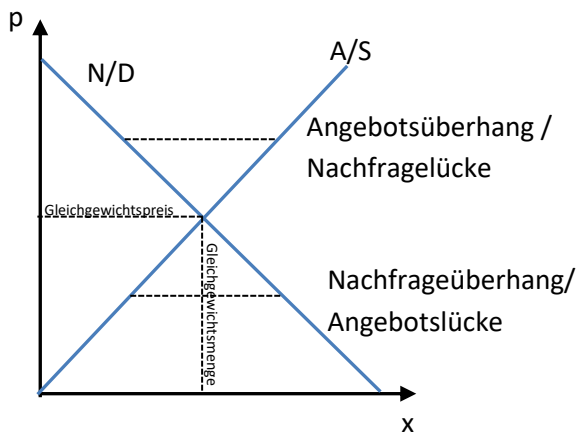 p
A/S
N/D
Angebotsüberhang /
Nachfragelücke
Gleichgewichtspreis
Gleichgewichtsmenge
Nachfrageüberhang/
Angebotslücke
x